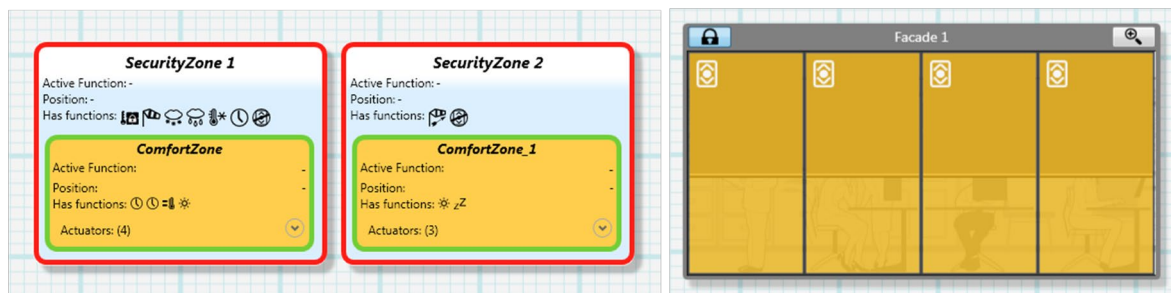 SecurityZone 1
Active Function: -
Position: -
Has functions:
ComfortZone
Active Function: -
Position: -
Has functions:
Actuators: (4)
SecurityZone 2
Active Function: -
Position: -
Has functions:
ComfortZone_1
Active Function: -
Position: -
Has functions: zZ
Actuators: (3)
Facade 1